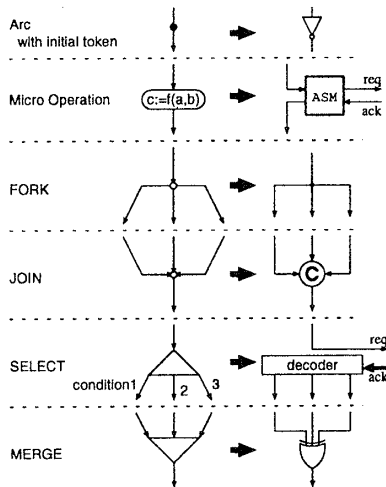 Arc
with initial token
Micro Operation
c:=f(a,b)
ASM
req
ack
FORK
JOIN
C
SELECT
condition1
2
3
req
decoder
ack
MERGE